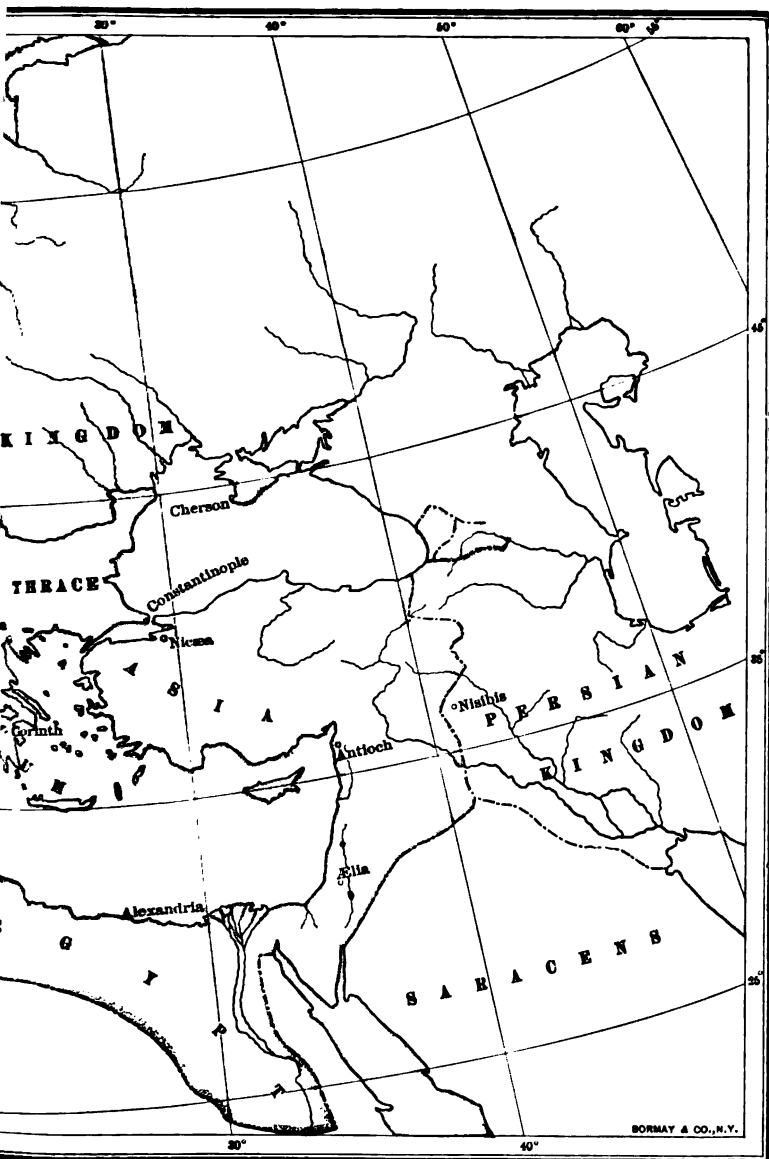 30° 40° 50° 60°
45°
KINGDOM
Cherson
THRACE
Constantinople
Nicæa
ASIA
Nisibis
PERSIAN
35°
KINGDOM
Corinth
Antioch
Ælia
Alexandria
EGIPT
SARACENS
25°
30° 40°
BORMAY & CO., N.Y.